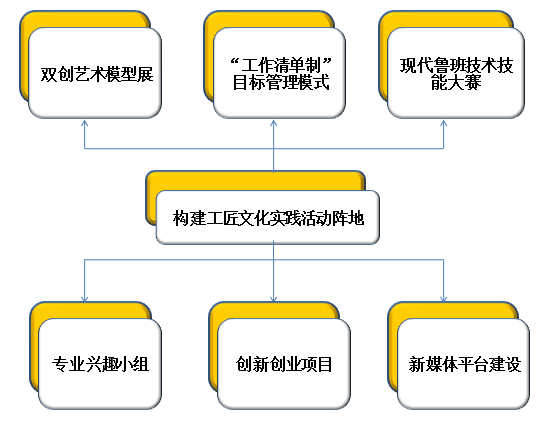 双创艺术模型展
“工作清单制”
目标管理模式
现代鲁班技术技
能大赛
构建工匠文化实践活动阵地
专业兴趣小组
创新创业项目
新媒体平台建设